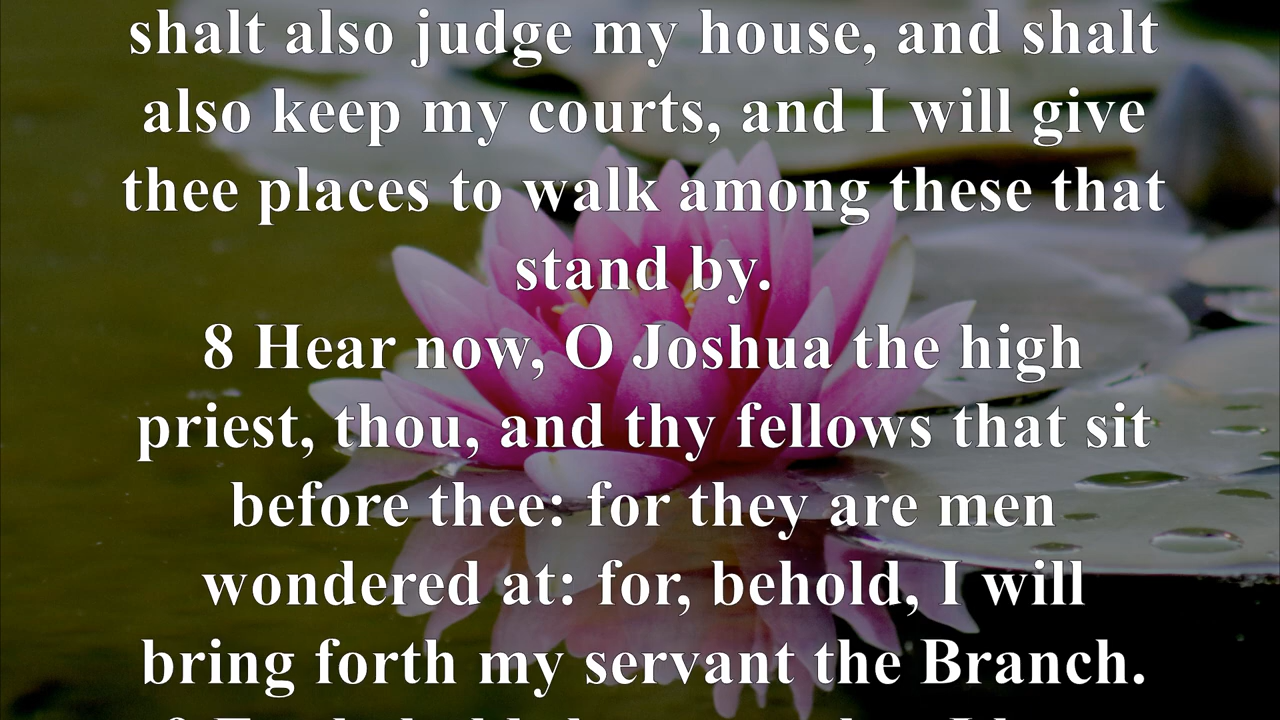 shalt also judge my house, and shalt
also keep my courts, and I will give
thee places to walk among these that
stand by.
8 Hear now, O Joshua the high
priest, thou, and thy fellows that sit
before thee: for they are men
wondered at: for, behold, I will
bring forth my servant the Branch.